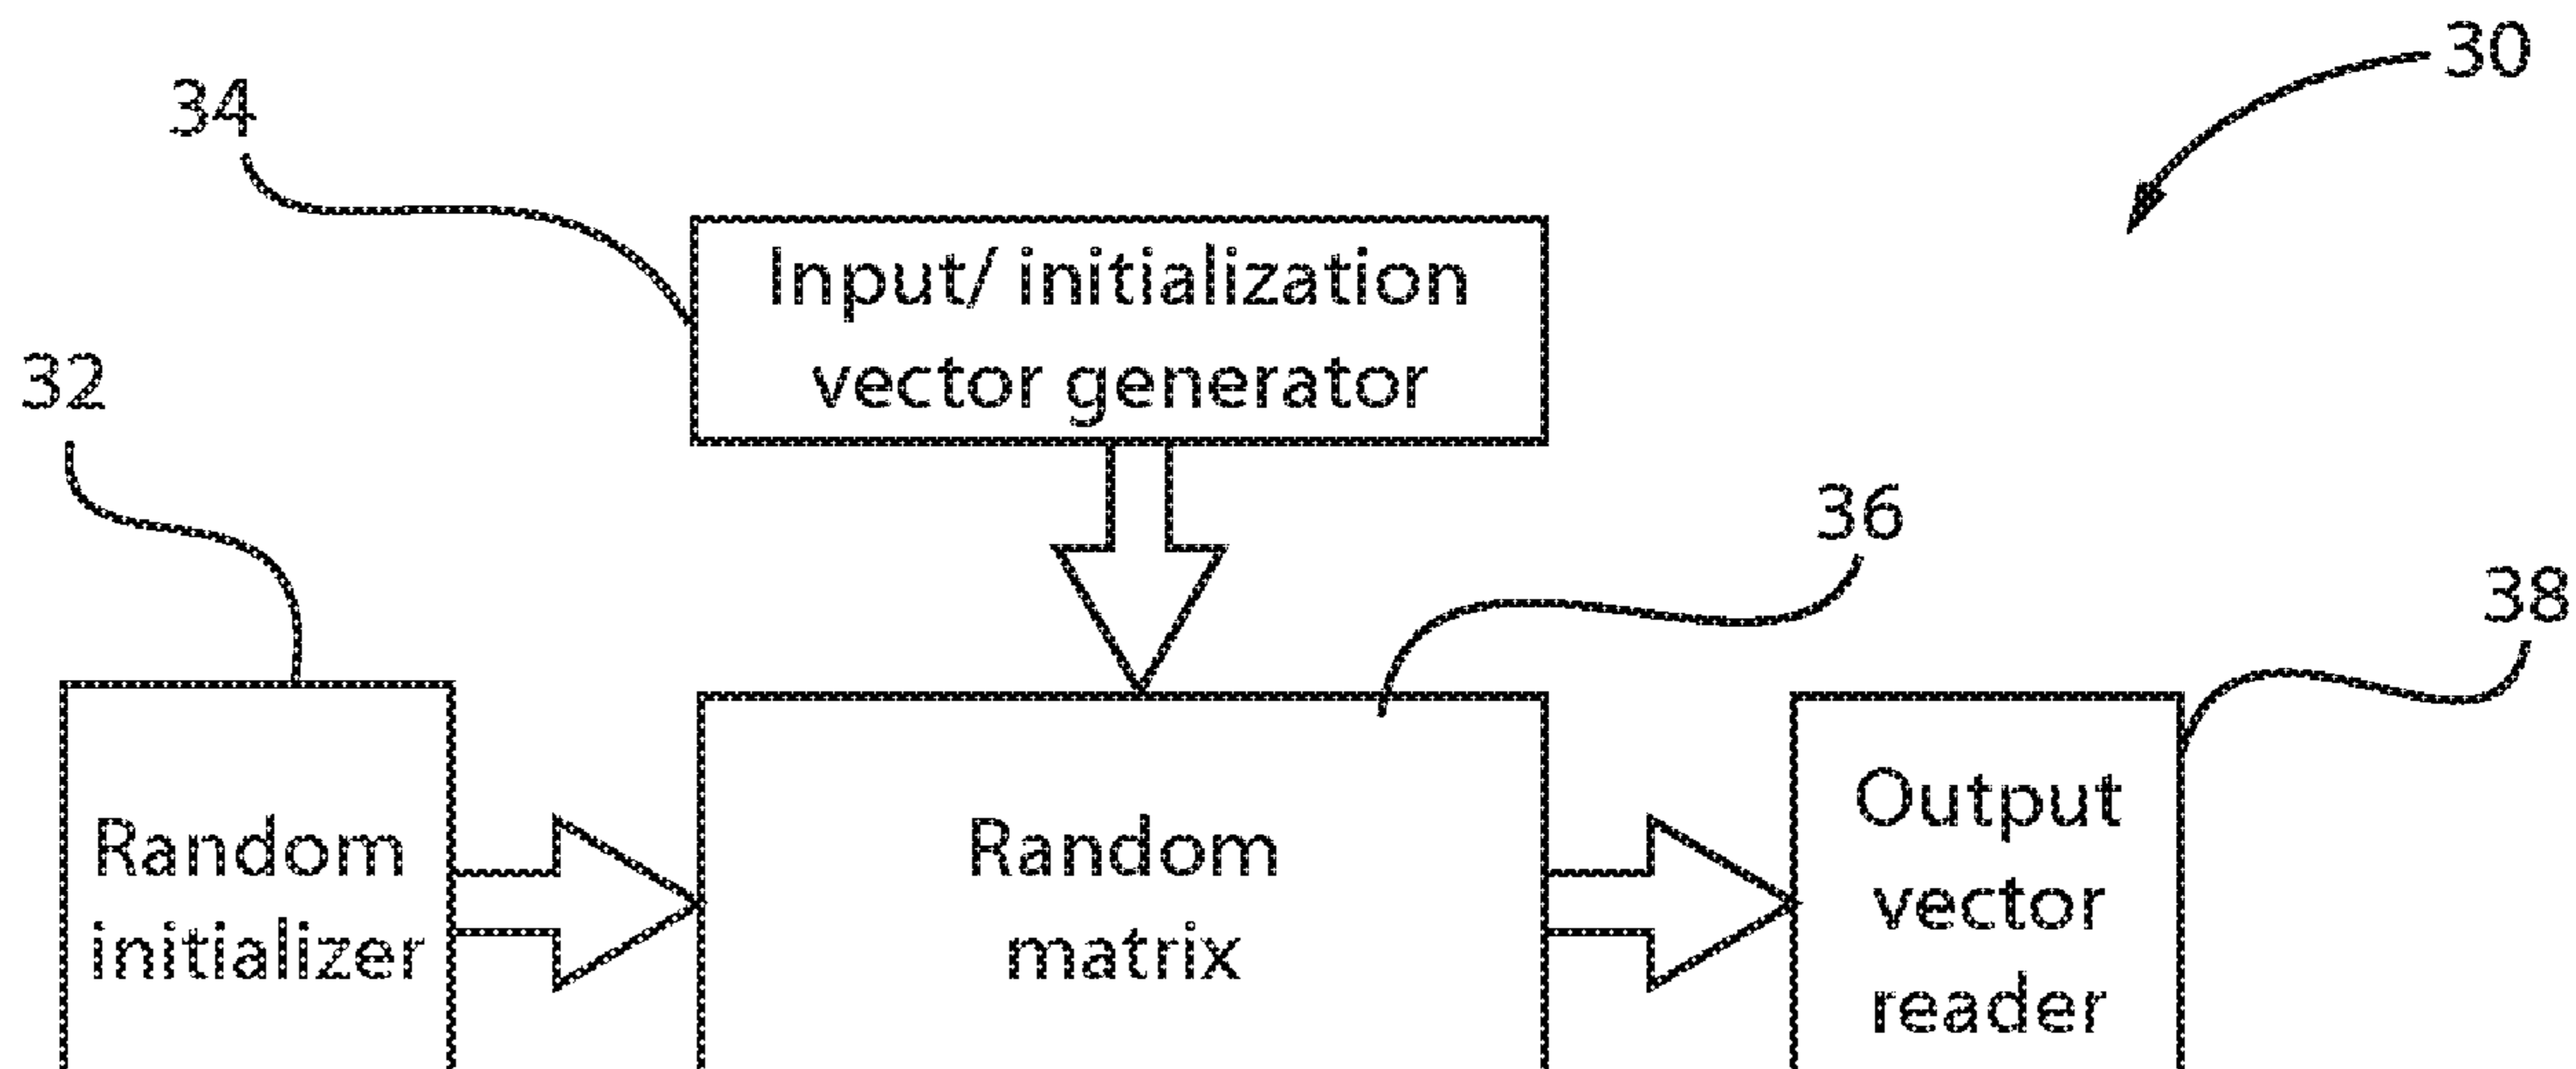 30
34
Input/ initialization
vector generator
32
36
38
Random
initializer
Random
matrix
Output
vector
reader